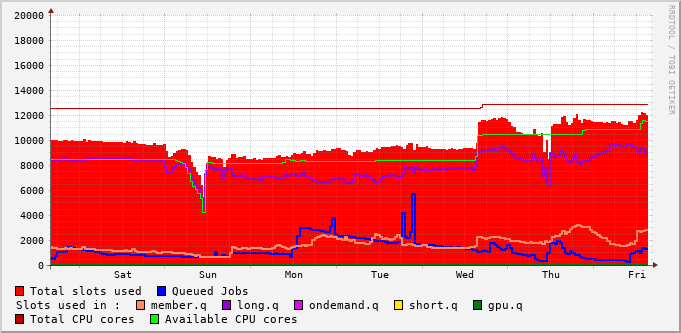 20000
18000
16000
14000
12000
10000
8000
6000
4000
2000
0
Sat Sun Mon Tue Wed Thu Fri
Total slots used Queued Jobs
Slots used in : member.q long.q ondemand.q short.q gpu.q
Total CPU cores Available CPU cores
RRDTOOL / TOBI OETIKER